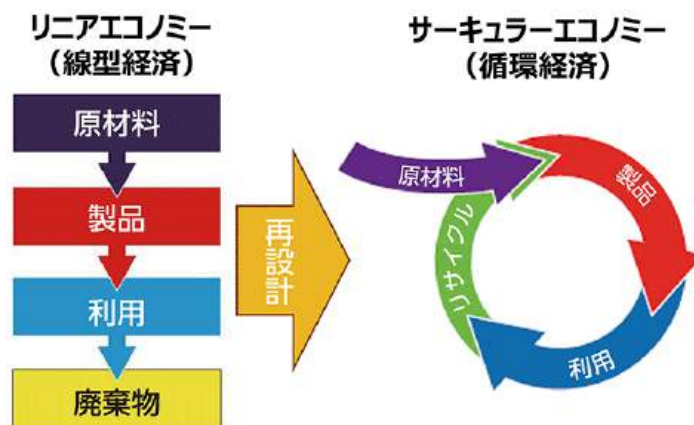 リニアエコノミー
（線型経済）
原材料
製品
利用
廃棄物
再設計
サーキュラーエコノミー
（循環経済）
原材料
製品
利用
リサイクル